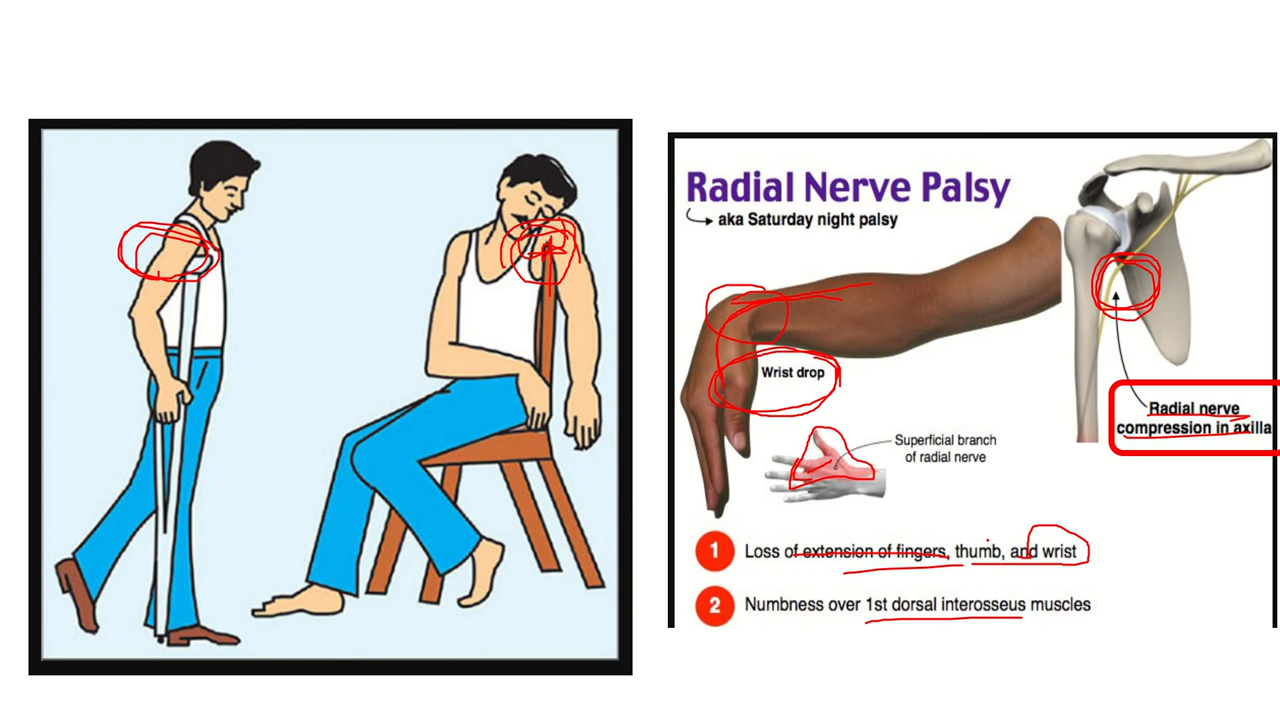 Radial Nerve Palsy
aka Saturday night palsy
Wrist drop
Radial nerve
compression in axilla
Superficial branch
of radial nerve
1 Loss of extension of fingers, thumb, and wrist
2 Numbness over 1st dorsal interosseus muscles